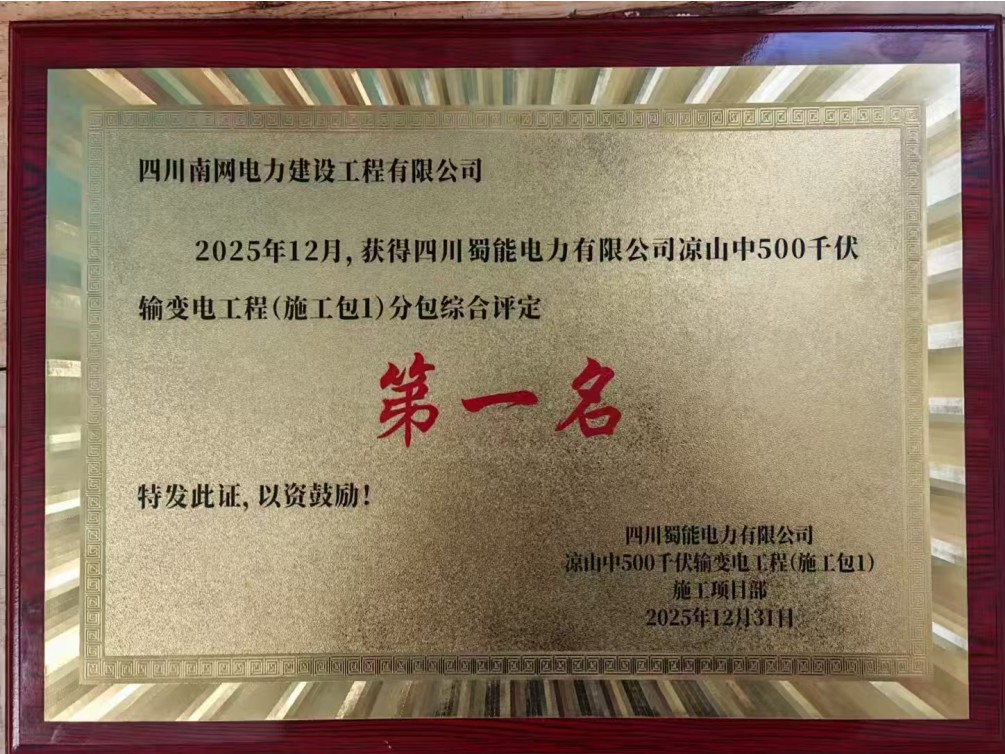 四川南网电力建设工程有限公司
2025年12月, 获得四川蜀能电力有限公司凉山中500千伏
输变电工程(施工包1)分包综合评定
第一名
特发此证, 以资鼓励!
四川蜀能电力有限公司
凉山中500千伏输变电工程(施工包1)
施工项目部
2025年12月31日